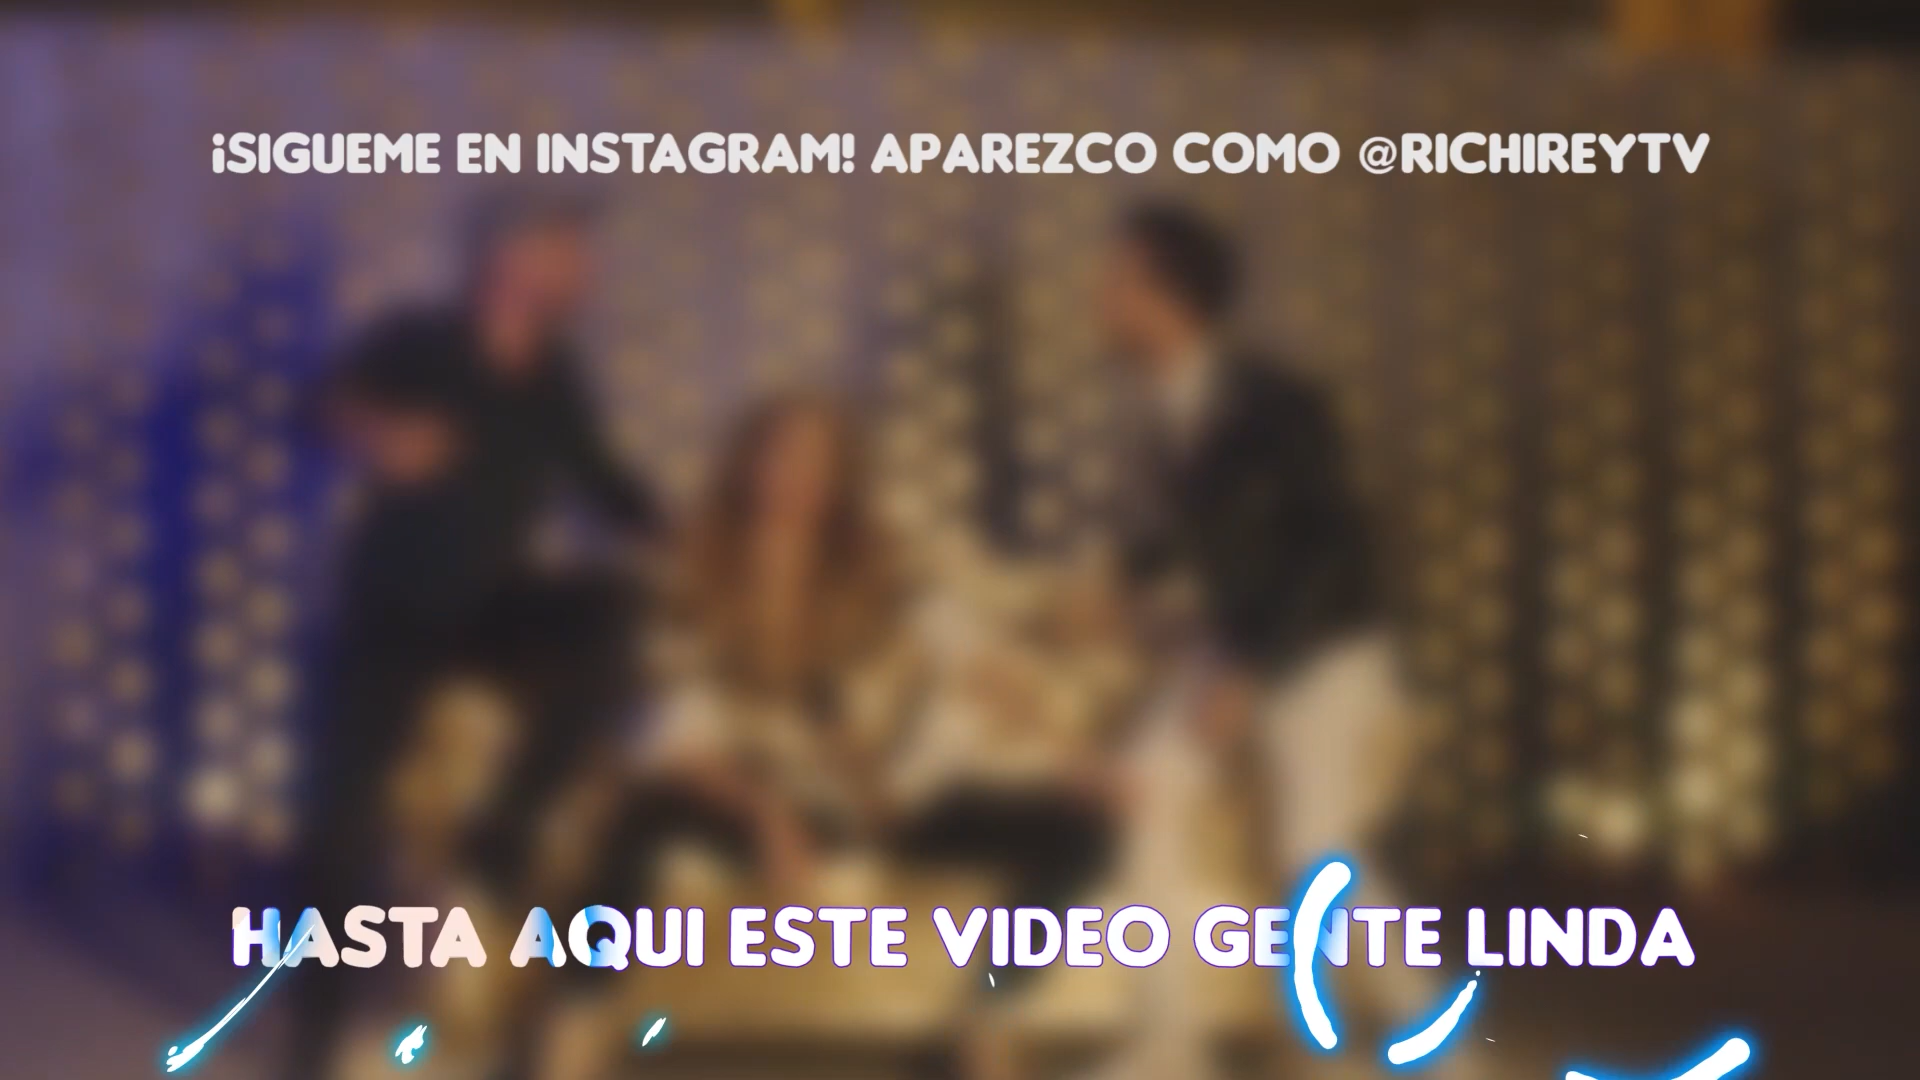 ¡SIGUEME EN INSTAGRAM! APAREZCO COMO @RICHIREYTV
HASTA AQUI ESTE VIDEO GENTE LINDA